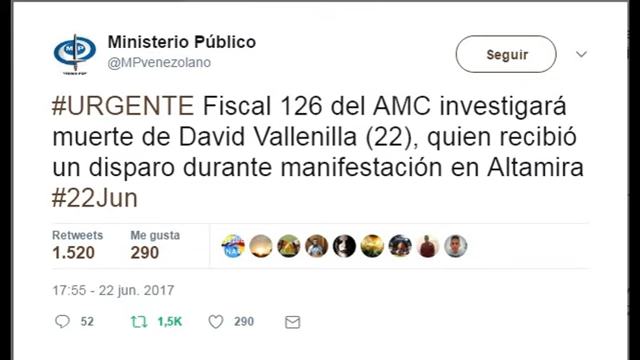 Ministerio Público
@MPvenezolano
Seguir
#URGENTE Fiscal 126 del AMC investigará
muerte de David Vallenilla (22), quien recibió
un disparo durante manifestación en Altamira
#22Jun
Retweets Me gusta
1.520 290
17:55 - 22 jun. 2017
52 1,5K 290